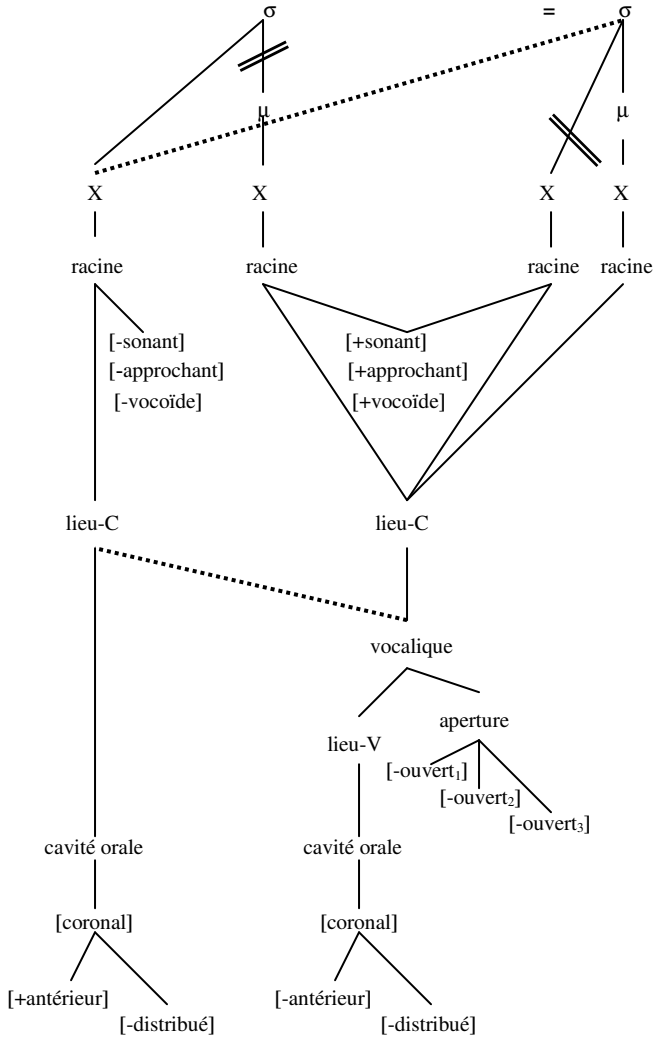 σ = σ
μ μ
X X X X
racine racine racine racine
[-sonant] [+sonant]
[-approchant] [+approchant]
[-vocoïde] [+vocoïde]
lieu-C lieu-C
vocalique
aperture
lieu-V
[-ouvert₁]
[-ouvert₂]
[-ouvert₃]
cavité orale cavité orale
[coronal] [coronal]
[+antérieur] [-antérieur]
[-distribué] [-distribué]